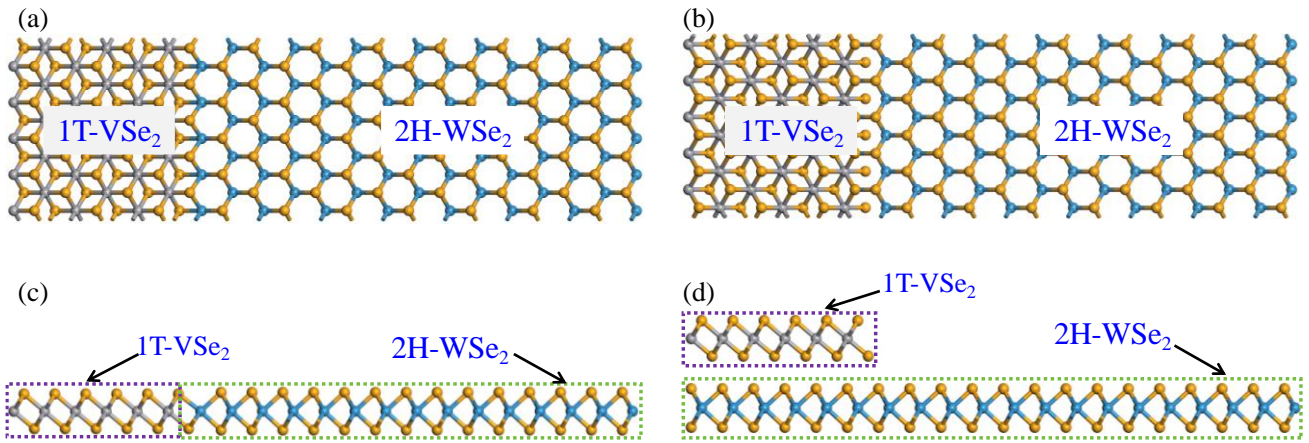 (a)
(b)
1T-VSe₂
2H-WSe₂
1T-VSe₂
2H-WSe₂
(c)
(d)
1T-VSe₂
1T-VSe₂
2H-WSe₂
2H-WSe₂